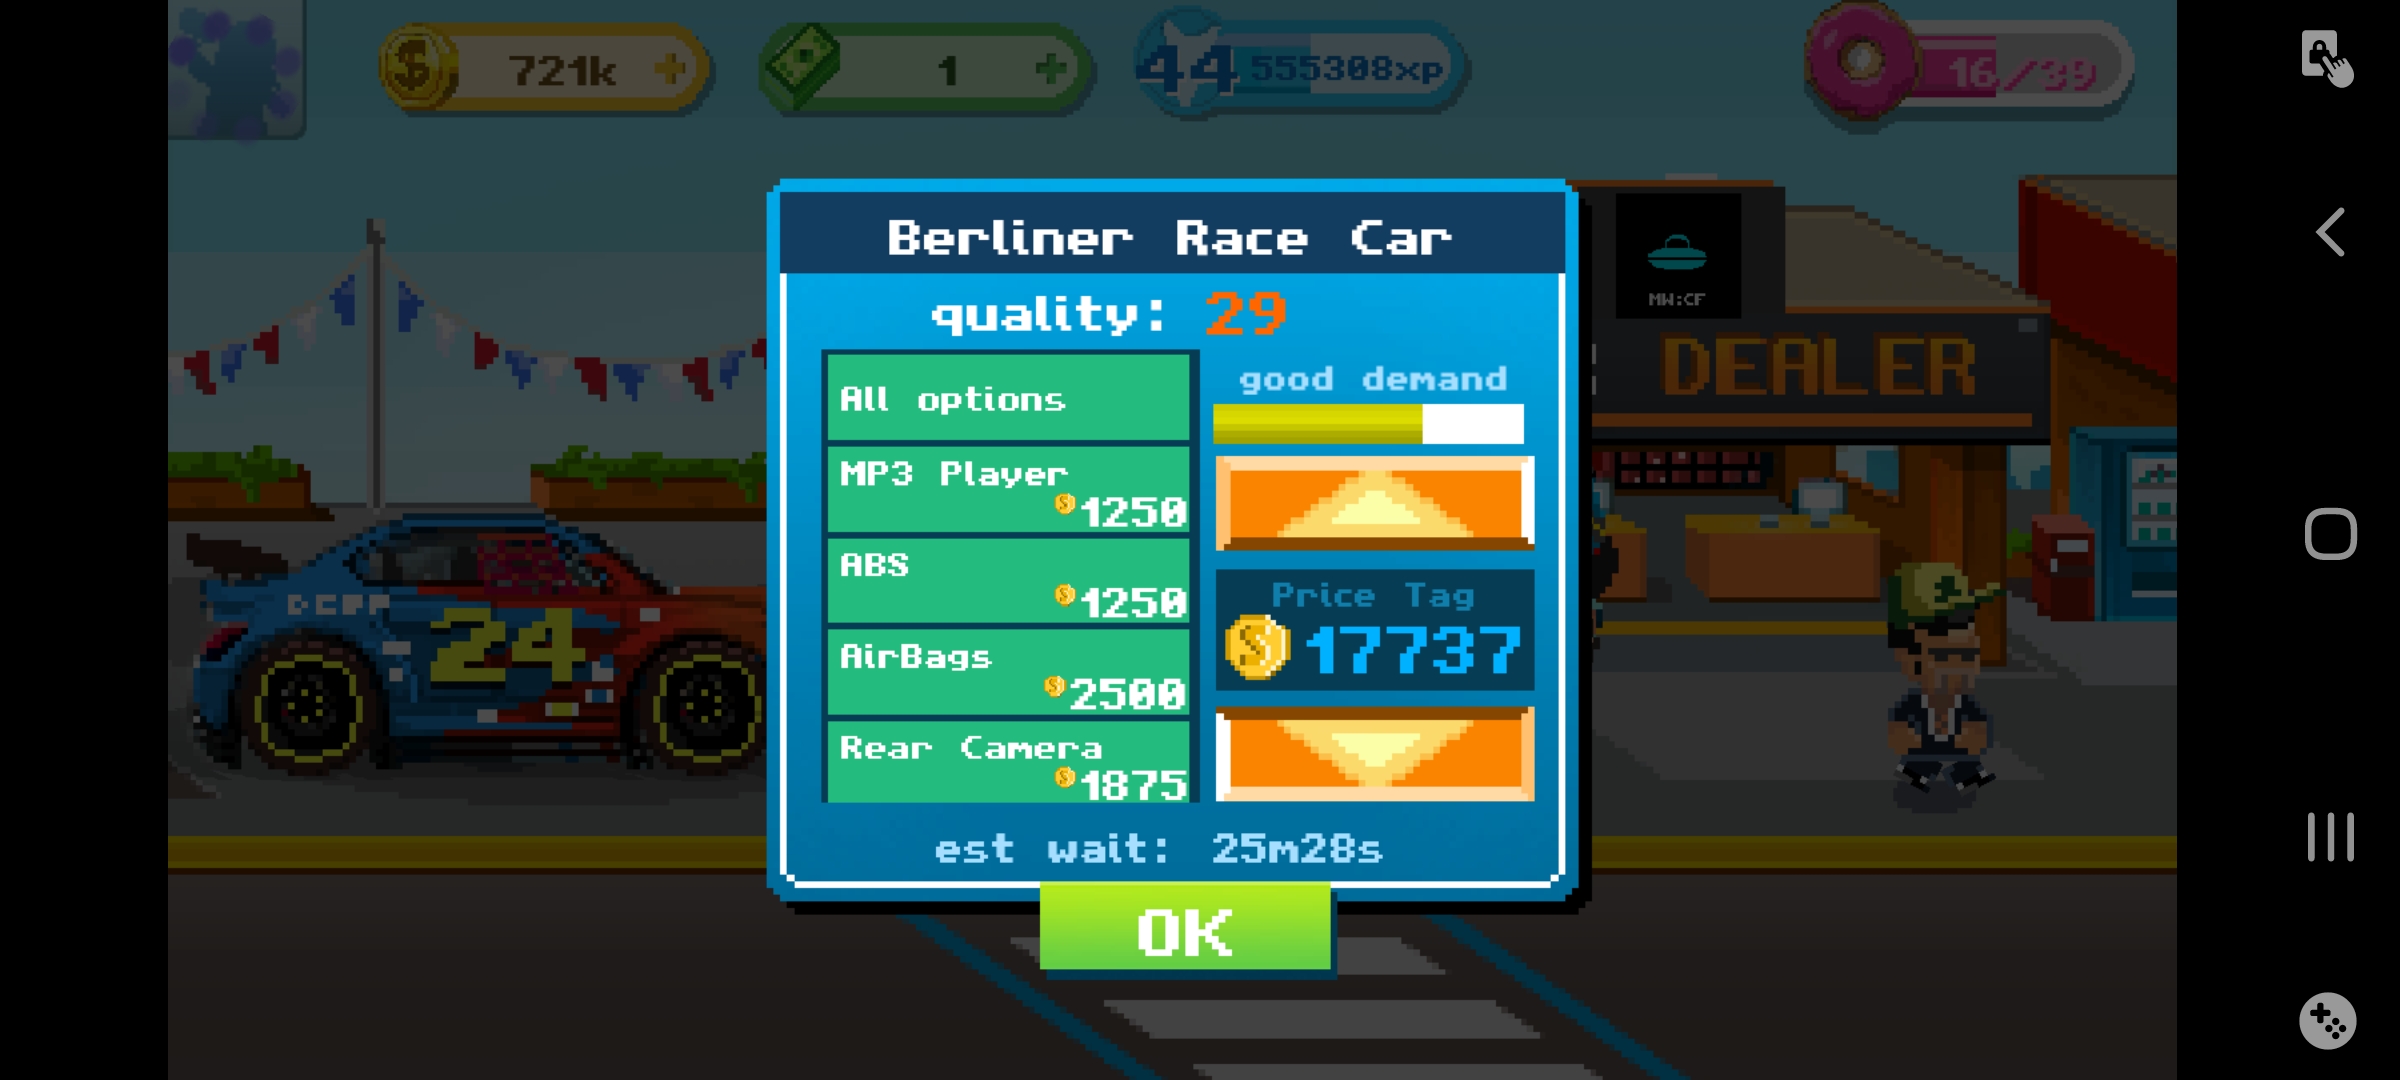 721k
1
44 555308xp
16/39
Berliner Race Car
quality: 29
All options
MP3 Player
1250
ABS
1250
AirBags
2500
Rear Camera
1875
good demand
Price Tag
17737
est wait: 25m28s
OK
MW:CF
DEALER
24